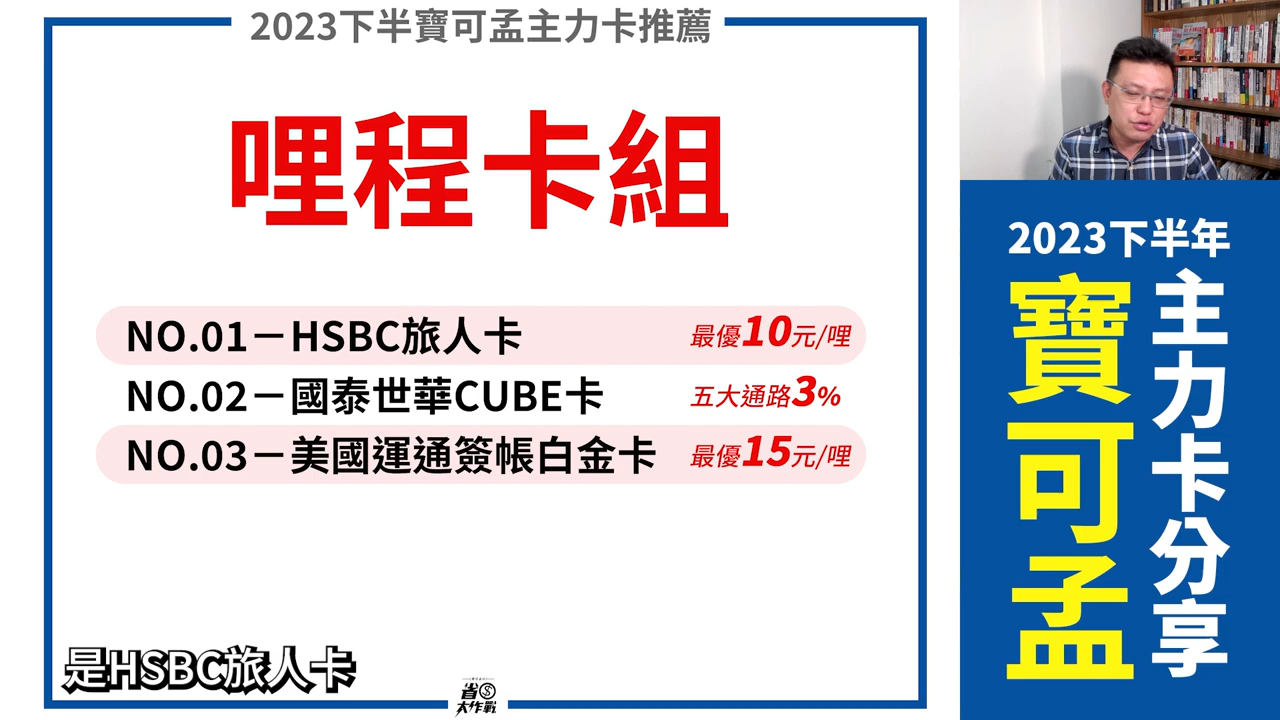 2023下半寶可孟主力卡推薦
哩程卡組
NO.01－HSBC旅人卡 最優10元/哩
NO.02－國泰世華CUBE卡 五大通路3%
NO.03－美國運通簽帳白金卡 最優15元/哩
是HSBC旅人卡
省$
大作戰
2023下半年
寶可孟
主力卡分享